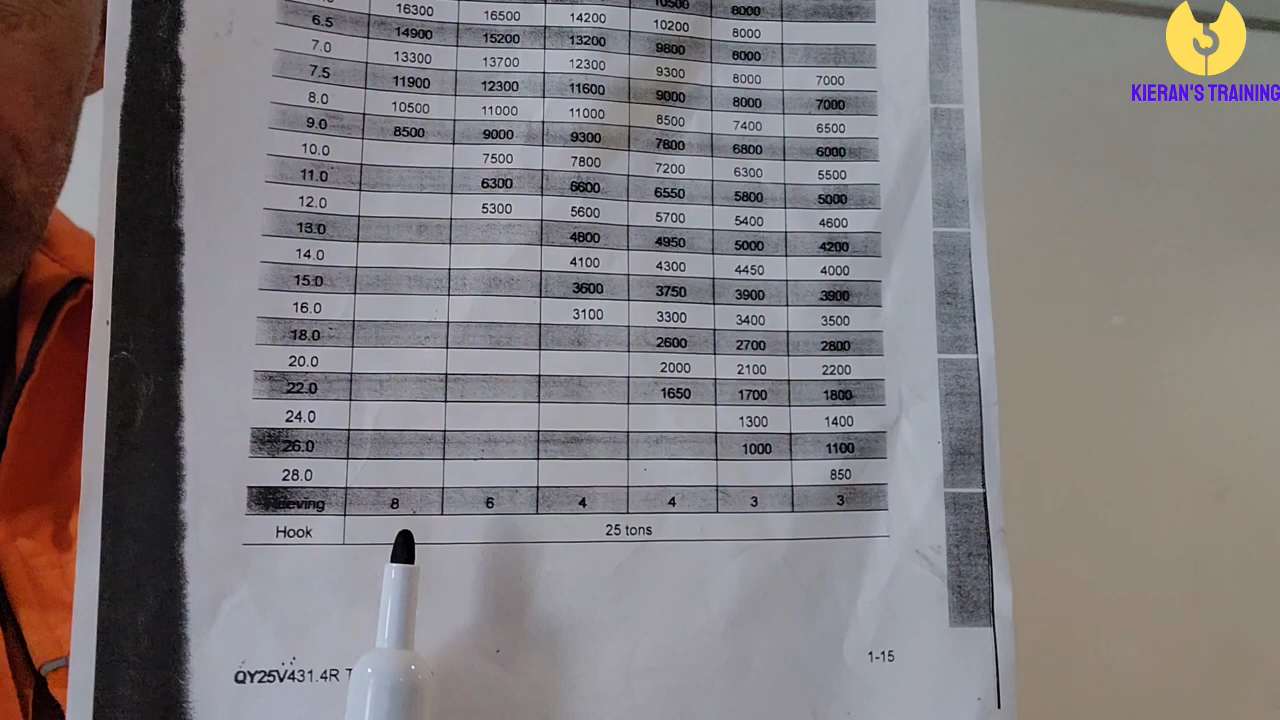 KIERAN'S TRAINING
10500 8000
16300 16500 14200 10200 8000
6.5 14900 15200 13200 9800 8000
7.0 13300 13700 12300 9300 8000 7000
7.5 11900 12300 11600 9000 8000 7000
8.0 10500 11000 11000 8500 7400 6500
9.0 8500 9000 9300 7800 6800 6000
10.0 7500 7800 7200 6300 5500
11.0 6300 6600 6550 5800 5000
12.0 5300 5600 5700 5400 4600
13.0 4800 4950 5000 4200
14.0 4100 4300 4450 4000
15.0 3600 3750 3900 3900
16.0 3100 3300 3400 3500
18.0 2600 2700 2800
20.0 2000 2100 2200
22.0 1650 1700 1800
24.0 1300 1400
26.0 1000 1100
28.0 850
Reeving 8 6 4 4 3 3
Hook 25 tons
QY25V431.4R T
1-15